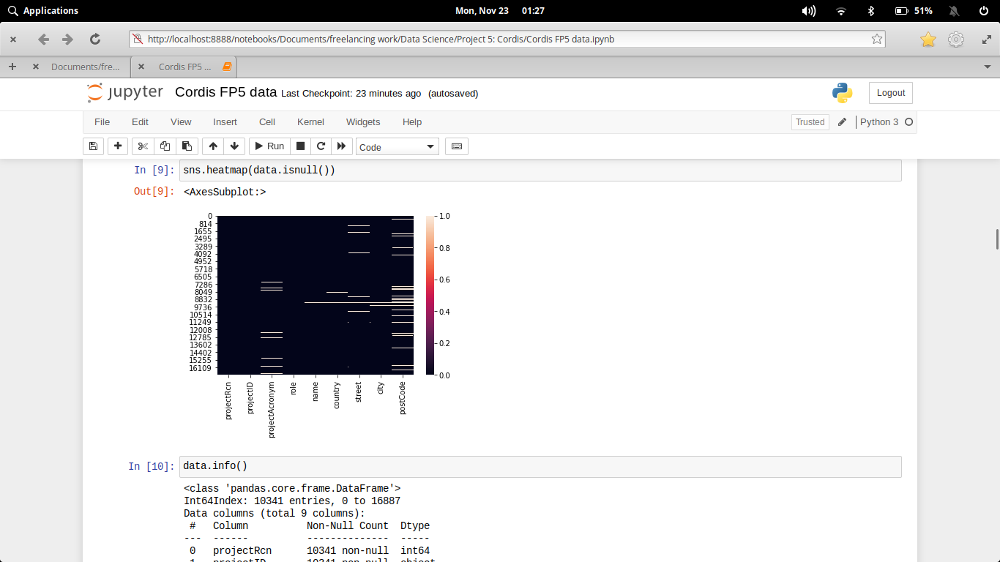 Applications
Mon, Nov 23 01:27
51%
http://localhost:8888/notebooks/Documents/freelancing work/Data Science/Project 5: Cordis/Cordis FP5 data.ipynb
Documents/fre...
Cordis FP5 ...
jupyter Cordis FP5 data Last Checkpoint: 23 minutes ago (autosaved)
Logout
File Edit View Insert Cell Kernel Widgets Help
Trusted Python 3
Run Code
In [9]: sns.heatmap(data.isnull())
Out[9]: <AxesSubplot:>
0
814
1655
2495
3289
4092
4952
5718
6505
7286
8049
8832
9736
10514
11249
12008
12785
13602
14402
15255
16109
1.0
0.8
0.6
0.4
0.2
0.0
projectRcn
projectID
projectAcronym
role
name
country
street
city
postCode
In [10]: data.info()
<class 'pandas.core.frame.DataFrame'>
Int64Index: 10341 entries, 0 to 16887
Data columns (total 9 columns):
# Column Non-Null Count Dtype
--- ------ -------------- -----
0 projectRcn 10341 non-null int64
1 projectID 10341 non-null object